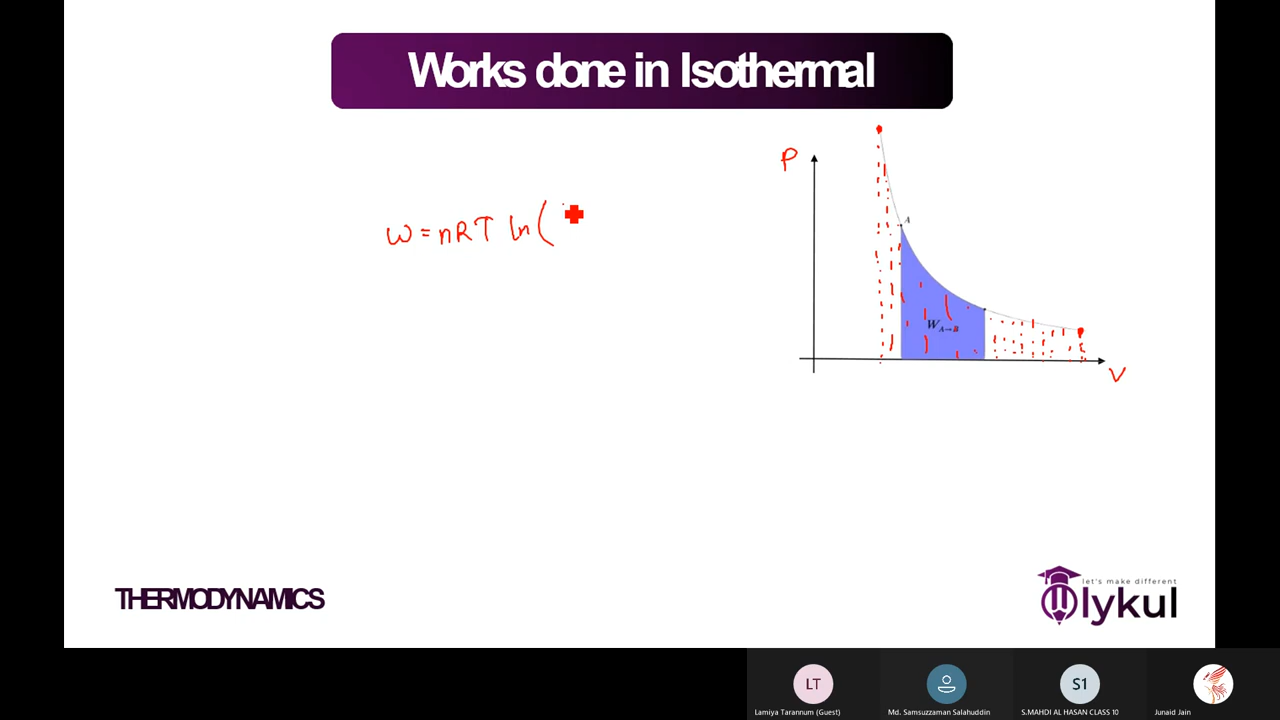 Works done in Isothermal
P
A
W = nRT ln(
W A→B
V
THERMODYNAMICS
let's make different
lykul
LT
S1
Lamiya Tarannum (Guest)
Md. Samsuzzaman Salahuddin
S.MAHDI AL HASAN CLASS 10
Junaid Jain